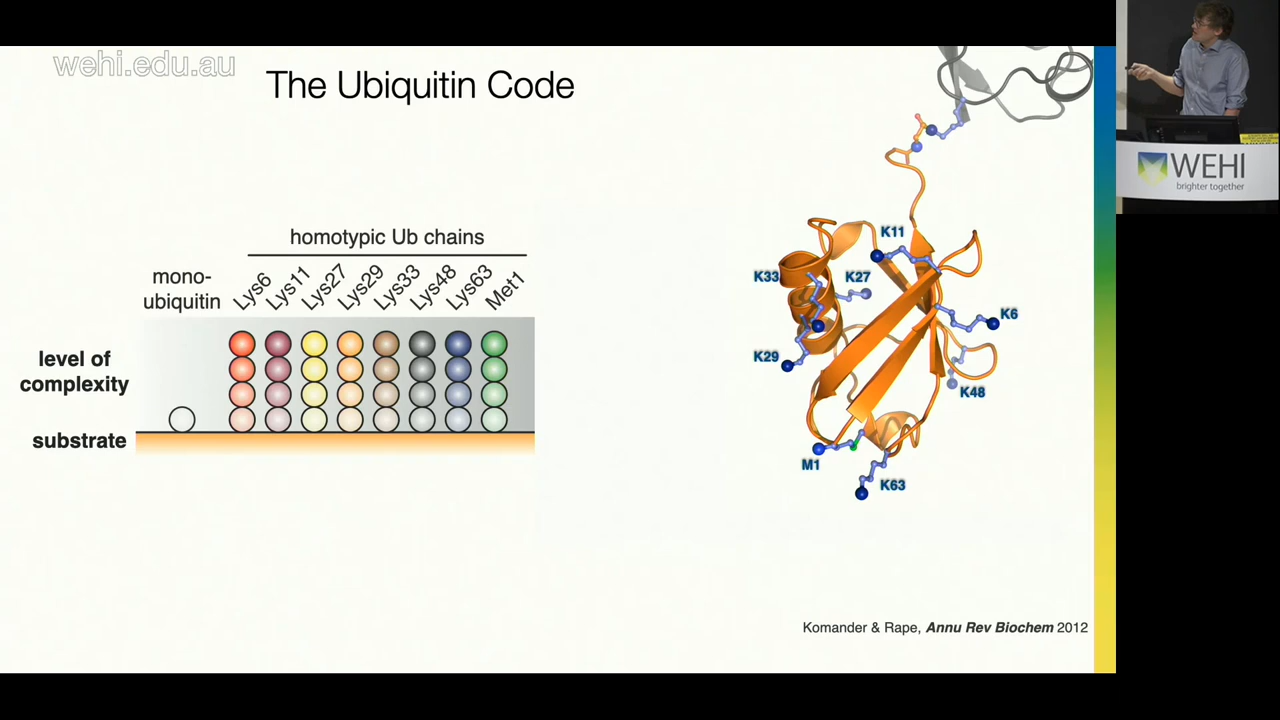 wehi.edu.au
The Ubiquitin Code
homotypic Ub chains
mono-
ubiquitin
Lys6
Lys11
Lys27
Lys29
Lys33
Lys48
Lys63
Met1
level of
complexity
substrate
K11
K33
K27
K6
K29
K48
M1
K63
Komander & Rape, Annu Rev Biochem 2012
WEHI
brighter together